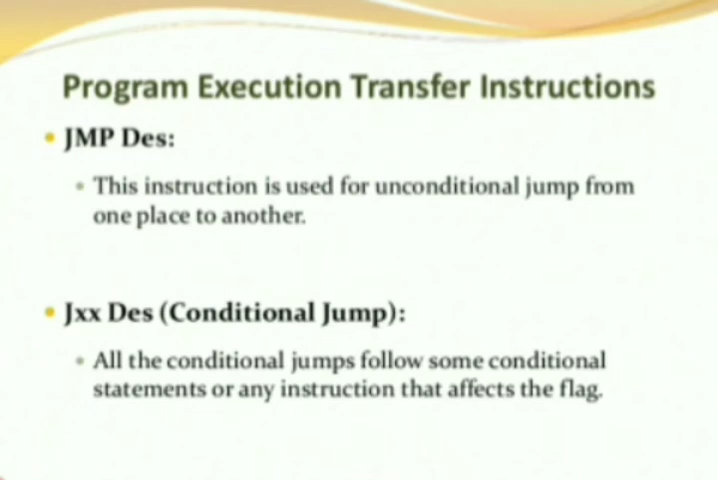 Program Execution Transfer Instructions
JMP Des:
This instruction is used for unconditional jump from
one place to another.
Jxx Des (Conditional Jump):
All the conditional jumps follow some conditional
statements or any instruction that affects the flag.